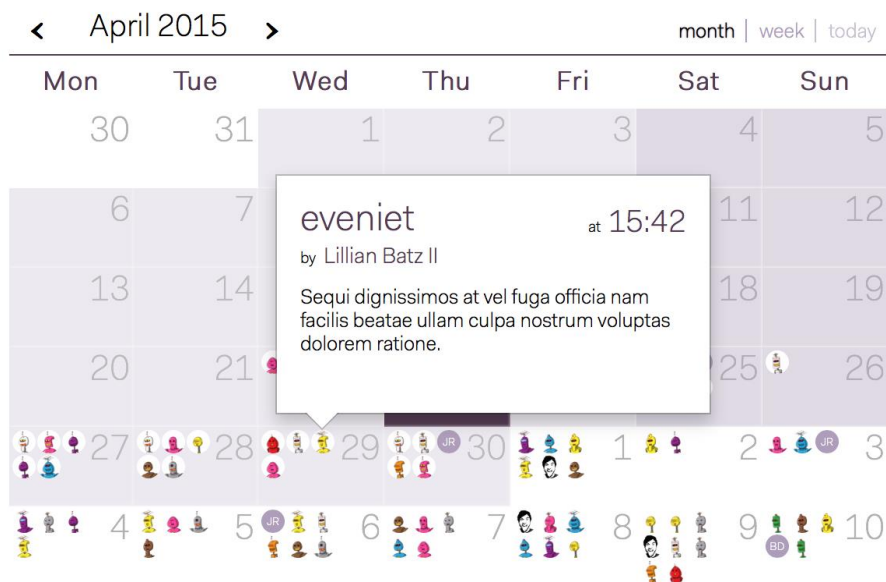 April 2015
month | week | today
Mon Tue Wed Thu Fri Sat Sun
30 31 1 2 3 4 5
6 7 11 12
eveniet
at 15:42
by Lillian Batz II
Sequi dignissimos at vel fuga officia nam
facilis beatae ullam culpa nostrum voluptas
dolorem ratione.
13 14 18 19
20 21 25 26
27 28 29 JR 30 1 2 JR 3
4 5 JR 6 7 8 9 10
BD